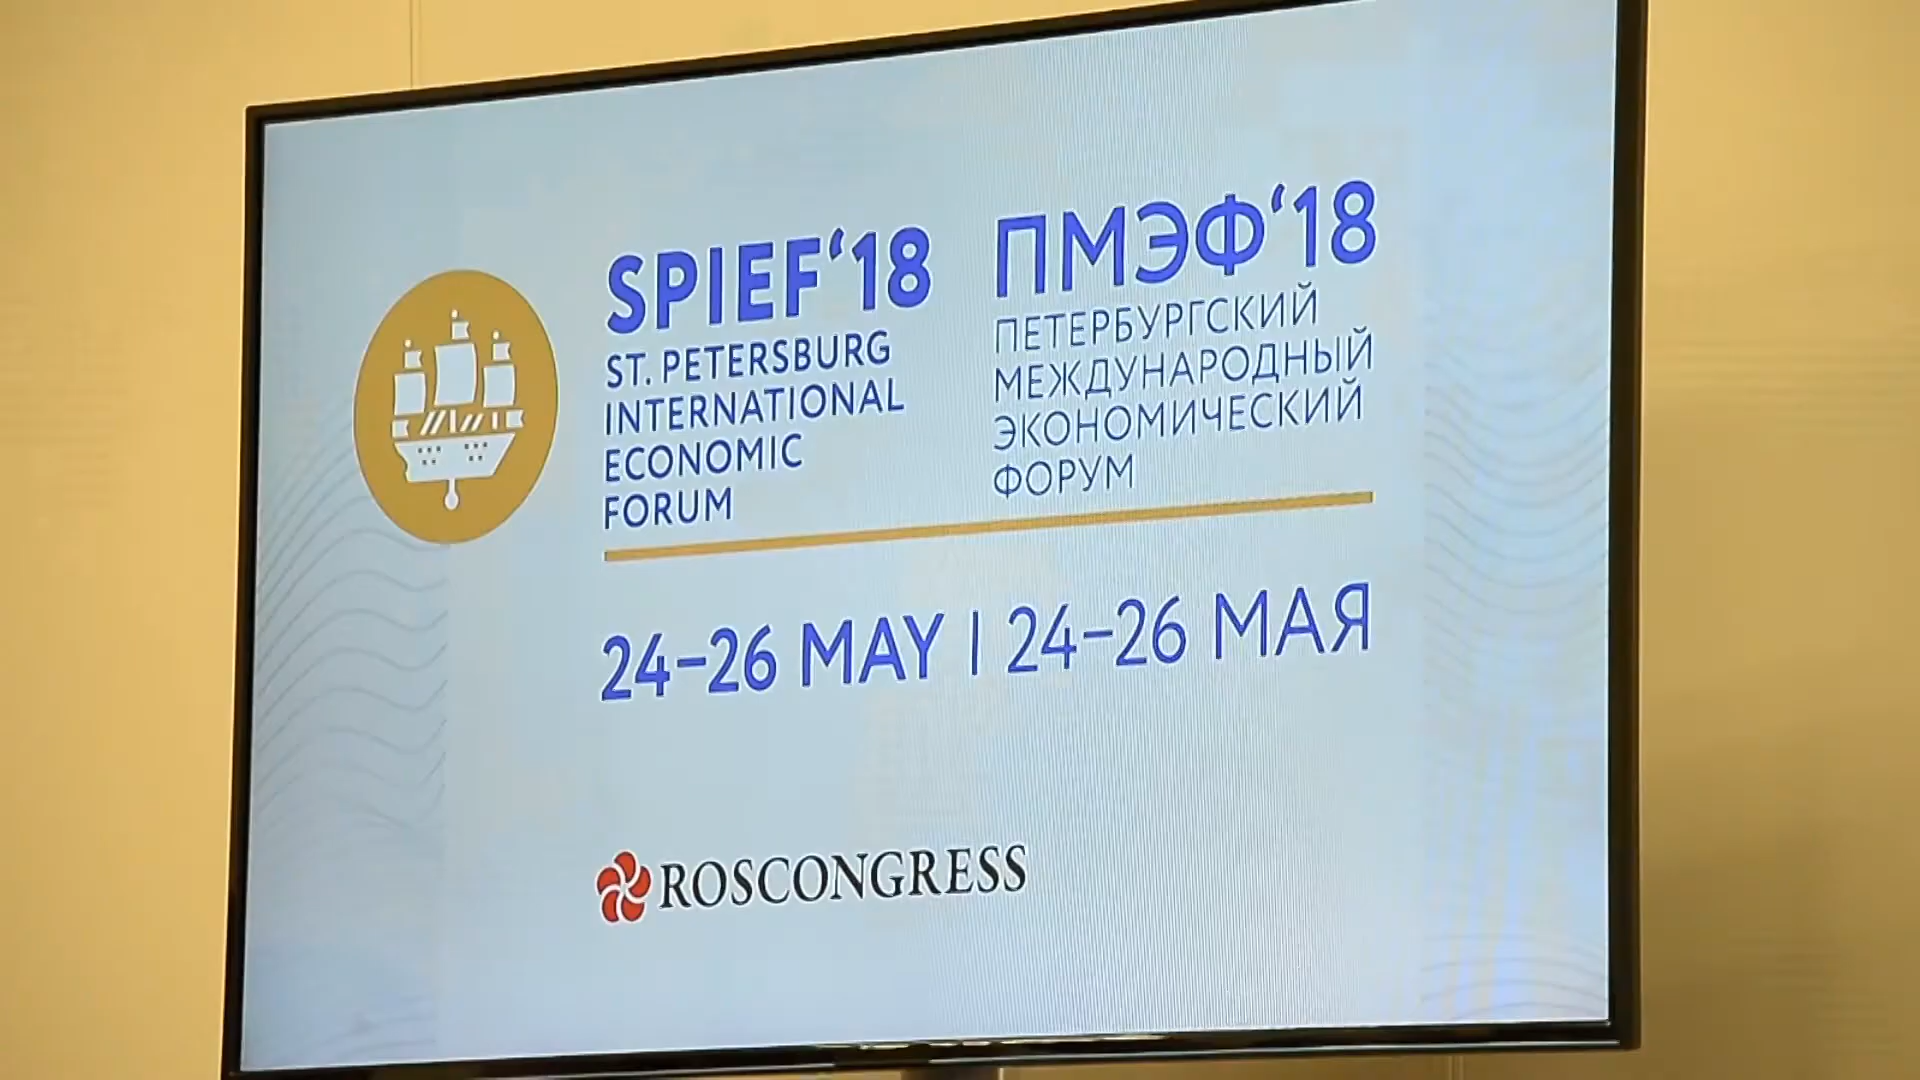 SPIEF‘18
ST. PETERSBURG
INTERNATIONAL
ECONOMIC
FORUM
ПМЭФ‘18
ПЕТЕРБУРГСКИЙ
МЕЖДУНАРОДНЫЙ
ЭКОНОМИЧЕСКИЙ
ФОРУМ
24–26 MAY | 24–26 МАЯ
ROSCONGRESS